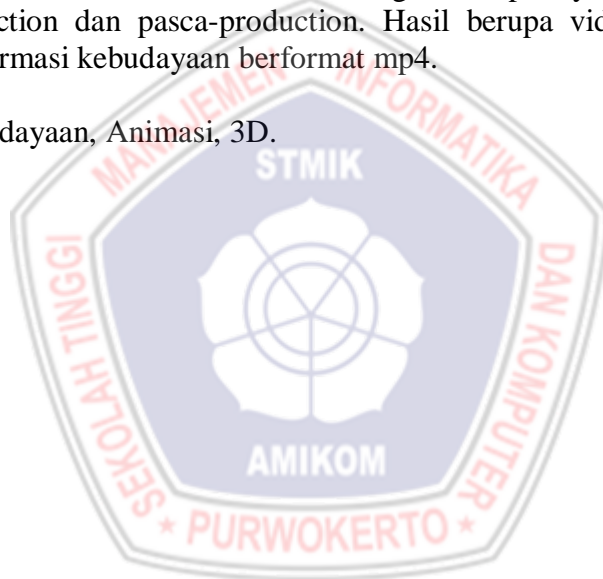 ction dan pasca-production. Hasil berupa vid
rmasi kebudayaan berformat mp4.
dayaan, Animasi, 3D.
SEKOLAH TINGGI MANAJEMEN INFORMATIKA DAN KOMPUTER
STMIK
AMIKOM
* PURWOKERTO *